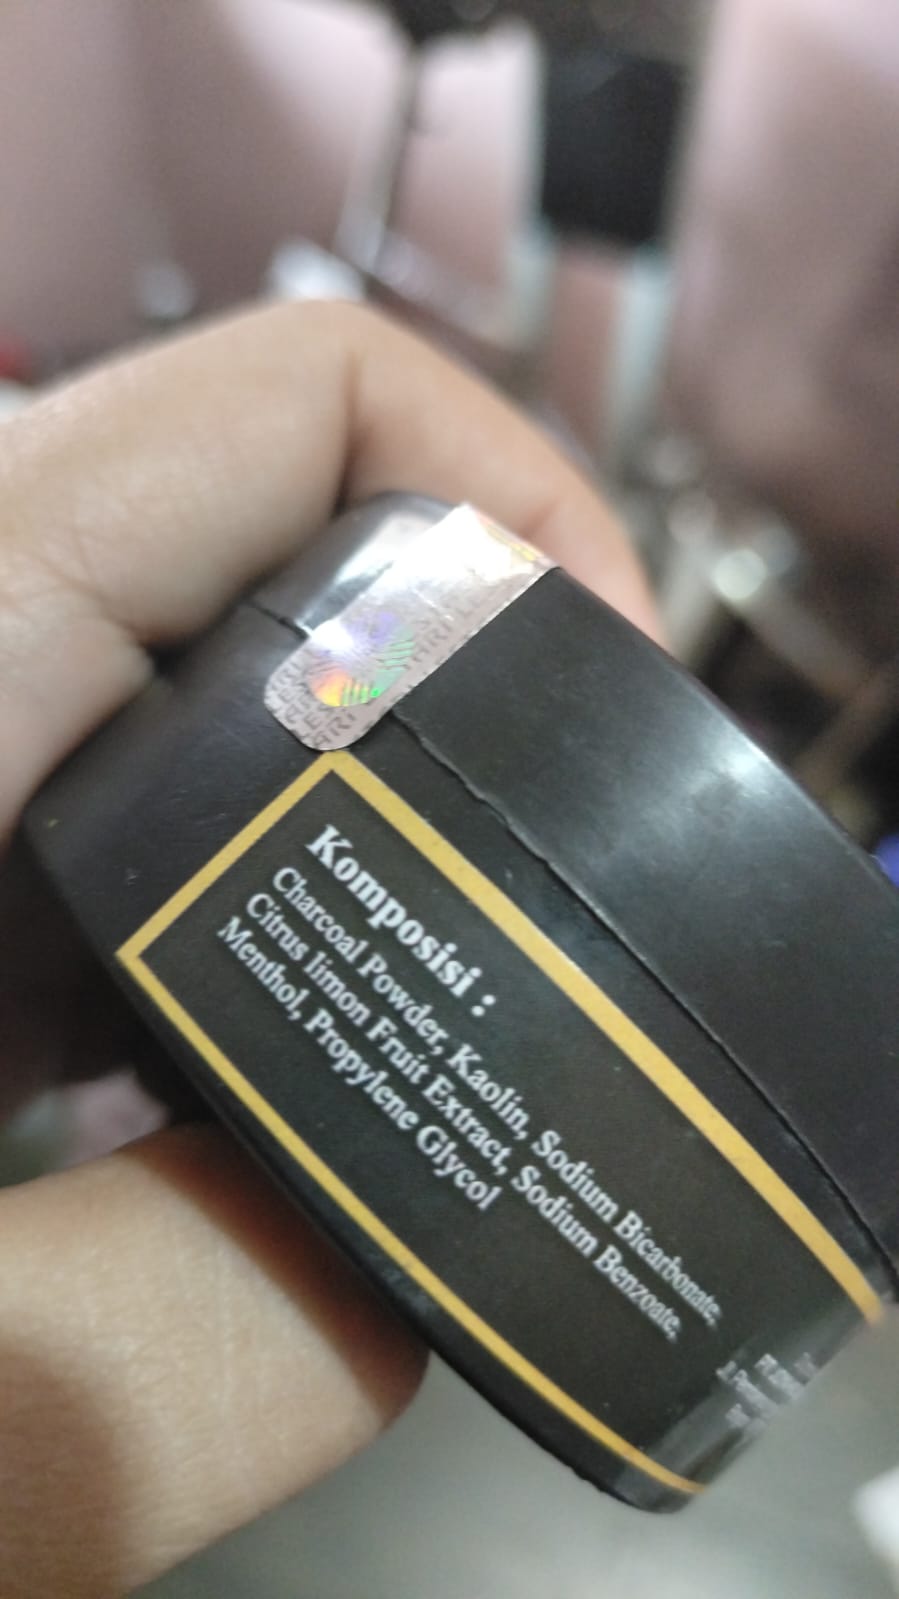 Komposisi :
Charcoal Powder, Kaolin, Sodium Bicarbonate,
Citrus limon Fruit Extract, Sodium Benzoate,
Menthol, Propylene Glycol